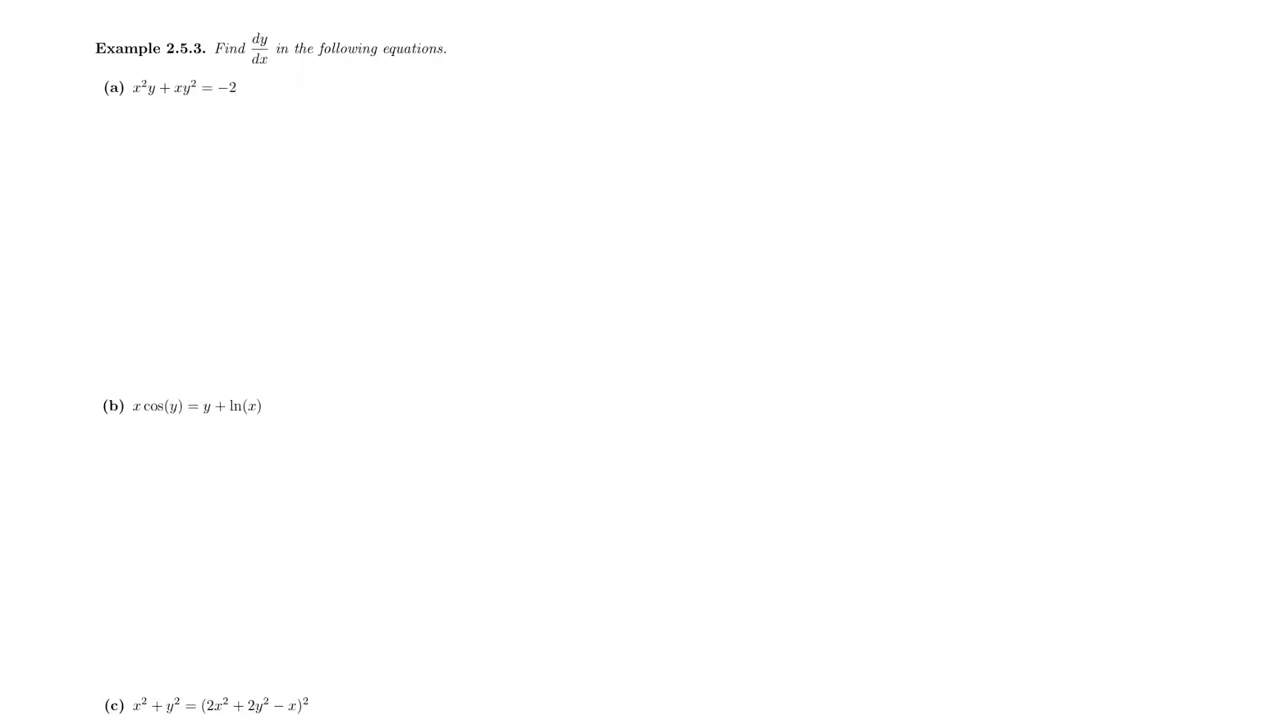 Example 2.5.3. Find dy/dx in the following equations.
(a) x²y + xy² = −2
(b) x cos(y) = y + ln(x)
(c) x² + y² = (2x² + 2y² − x)²